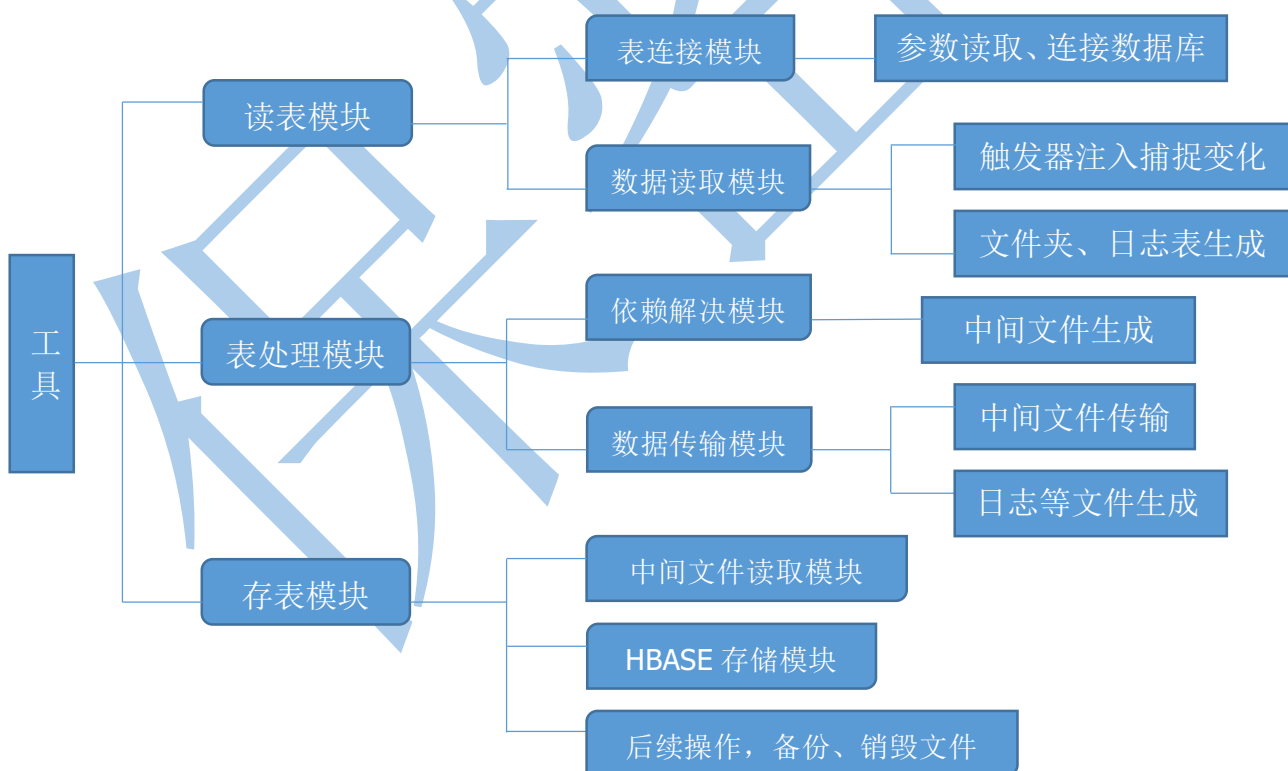 表连接模块
参数读取、连接数据库
读表模块
触发器注入捕捉变化
数据读取模块
文件夹、日志表生成
工
具
依赖解决模块
中间文件生成
表处理模块
中间文件传输
数据传输模块
日志等文件生成
中间文件读取模块
存表模块
HBASE 存储模块
后续操作，备份、销毁文件